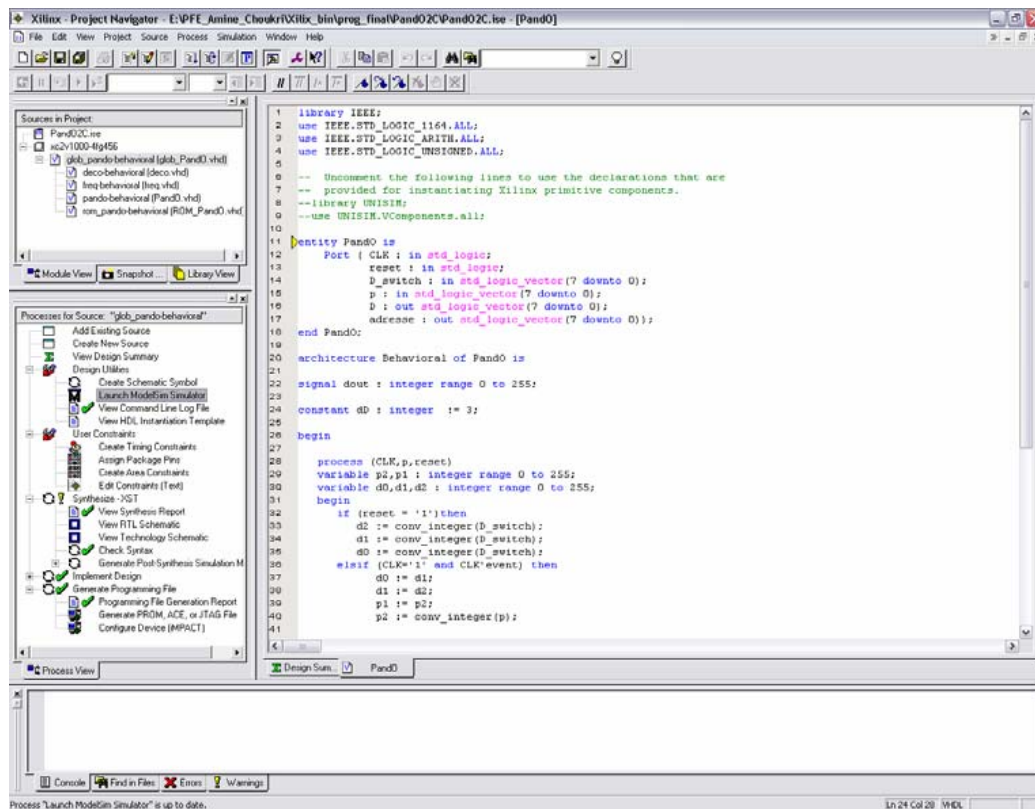 Xilinx - Project Navigator - E:\PFE_Amine_Choukri\Xilix_bin\prog_final\PandO2C\PandO2C.ise - [PandO]
File Edit View Project Source Process Simulation Window Help
Sources in Project:
PandO2C.ise
xc2v1000-4fg456
glob_pando-behavioral (glob_PandO.vhd)
deco-behavioral (deco.vhd)
freq-behavioral (freq.vhd)
pando-behavioral (PandO.vhd)
rom_pando-behavioral (ROM_PandO.vhd
Module View Snapshot ... Library View
Processes for Source: "glob_pando-behavioral"
Add Existing Source
Create New Source
View Design Summary
Design Utilities
Create Schematic Symbol
Launch ModelSim Simulator
View Command Line Log File
View HDL Instantiation Template
User Constraints
Create Timing Constraints
Assign Package Pins
Create Area Constraints
Edit Constraints (Text)
Synthesize - XST
View Synthesis Report
View RTL Schematic
View Technology Schematic
Check Syntax
Generate Post-Synthesis Simulation M
Implement Design
Generate Programming File
Programming File Generation Report
Generate PROM, ACE, or JTAG File
Configure Device (iMPACT)
Process View
1 library IEEE;
2 use IEEE.STD_LOGIC_1164.ALL;
3 use IEEE.STD_LOGIC_ARITH.ALL;
4 use IEEE.STD_LOGIC_UNSIGNED.ALL;
5
6 -- Uncomment the following lines to use the declarations that are
7 -- provided for instantiating Xilinx primitive components.
8 --library UNISIM;
9 --use UNISIM.VComponents.all;
10
11 entity PandO is
12 Port ( CLK : in std_logic;
13 reset : in std_logic;
14 D_switch : in std_logic_vector(7 downto 0);
15 p : in std_logic_vector(7 downto 0);
16 D : out std_logic_vector(7 downto 0);
17 adresse : out std_logic_vector(7 downto 0));
18 end PandO;
19
20 architecture Behavioral of PandO is
21
22 signal dout : integer range 0 to 255;
23
24 constant dD : integer := 3;
25
26 begin
27
28 process (CLK,p,reset)
29 variable p2,p1 : integer range 0 to 255;
30 variable d0,d1,d2 : integer range 0 to 255;
31 begin
32 if (reset = '1')then
33 d2 := conv_integer(D_switch);
34 d1 := conv_integer(D_switch);
35 d0 := conv_integer(D_switch);
36 elsif (CLK='1' and CLK'event) then
37 d0 := d1;
38 d1 := d2;
39 p1 := p2;
40 p2 := conv_integer(p);
41
Design Sum... PandO
Console Find in Files Errors Warnings
Process "Launch ModelSim Simulator" is up to date.
Ln 24 Col 28 VHDL